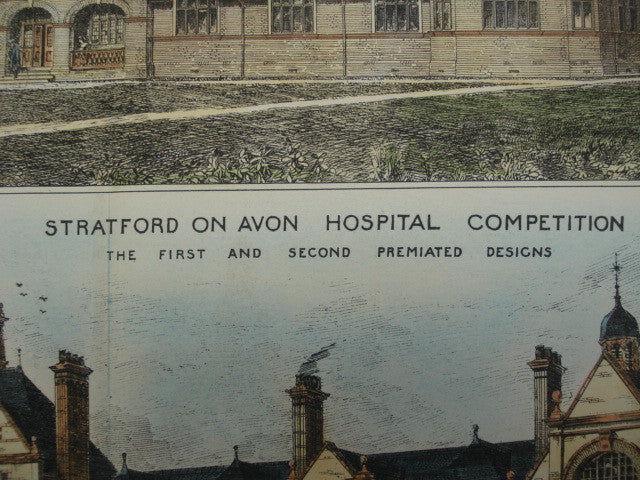 STRATFORD ON AVON HOSPITAL COMPETITION
THE FIRST AND SECOND PREMIATED DESIGNS